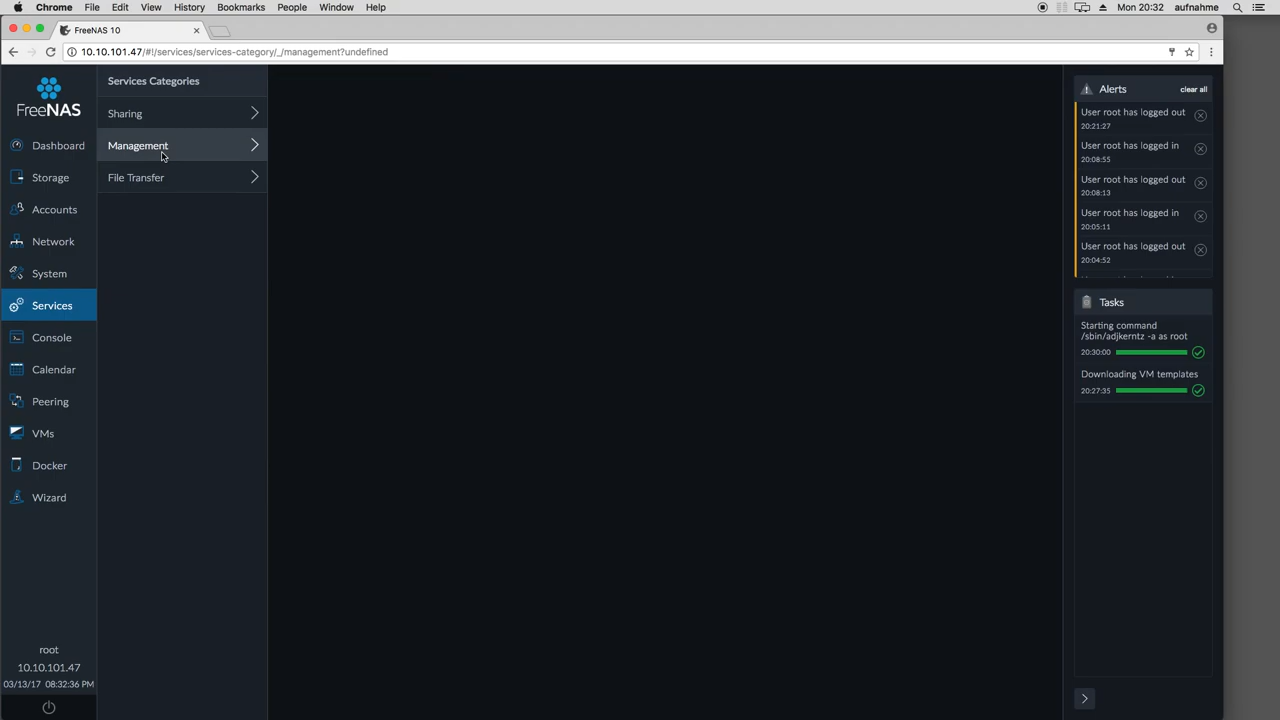 Chrome File Edit View History Bookmarks People Window Help Mon 20:32 aufnahme
FreeNAS 10
10.10.101.47/#!/services/services-category/_/management?undefined
FreeNAS
Dashboard
Storage
Accounts
Network
System
Services
Console
Calendar
Peering
VMs
Docker
Wizard
root
10.10.101.47
03/13/17 08:32:36 PM
Services Categories
Sharing
Management
File Transfer
Alerts clear all
User root has logged out
20:21:27
User root has logged in
20:08:55
User root has logged out
20:08:13
User root has logged in
20:05:11
User root has logged out
20:04:52
Tasks
Starting command
/sbin/adjkerntz -a as root
20:30:00
Downloading VM templates
20:27:35